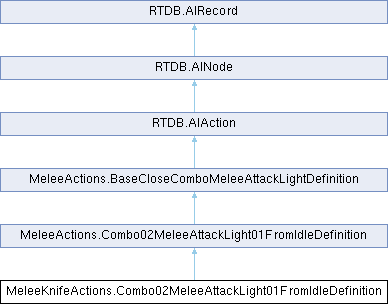 RTDB.AIRecord
RTDB.AINode
RTDB.AIAction
MeleeActions.BaseCloseComboMeleeAttackLightDefinition
MeleeActions.Combo02MeleeAttackLight01FromIdleDefinition
MeleeKnifeActions.Combo02MeleeAttackLight01FromIdleDefinition